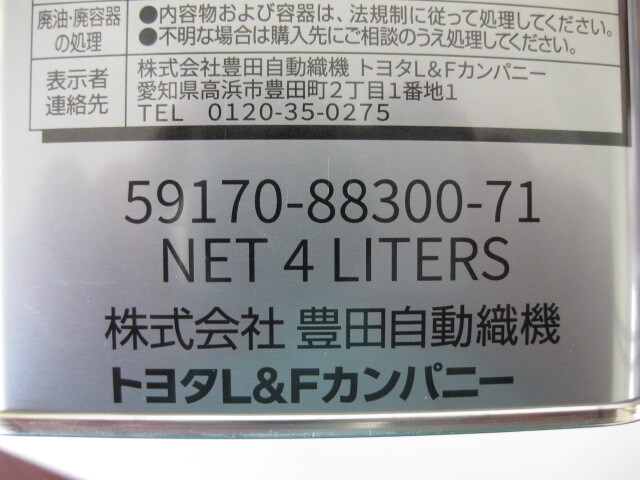 廃油・廃容器
の処理
●内容物および容器は、法規制に従って処理してください。
●不明な場合は購入先にご相談のうえ処理してください。
表示者
連絡先
株式会社豊田自動織機 トヨタL&Fカンパニー
愛知県高浜市豊田町2丁目1番地1
TEL 0120-35-0275
59170-88300-71
NET 4 LITERS
株式会社 豊田自動織機
トヨタL&Fカンパニー